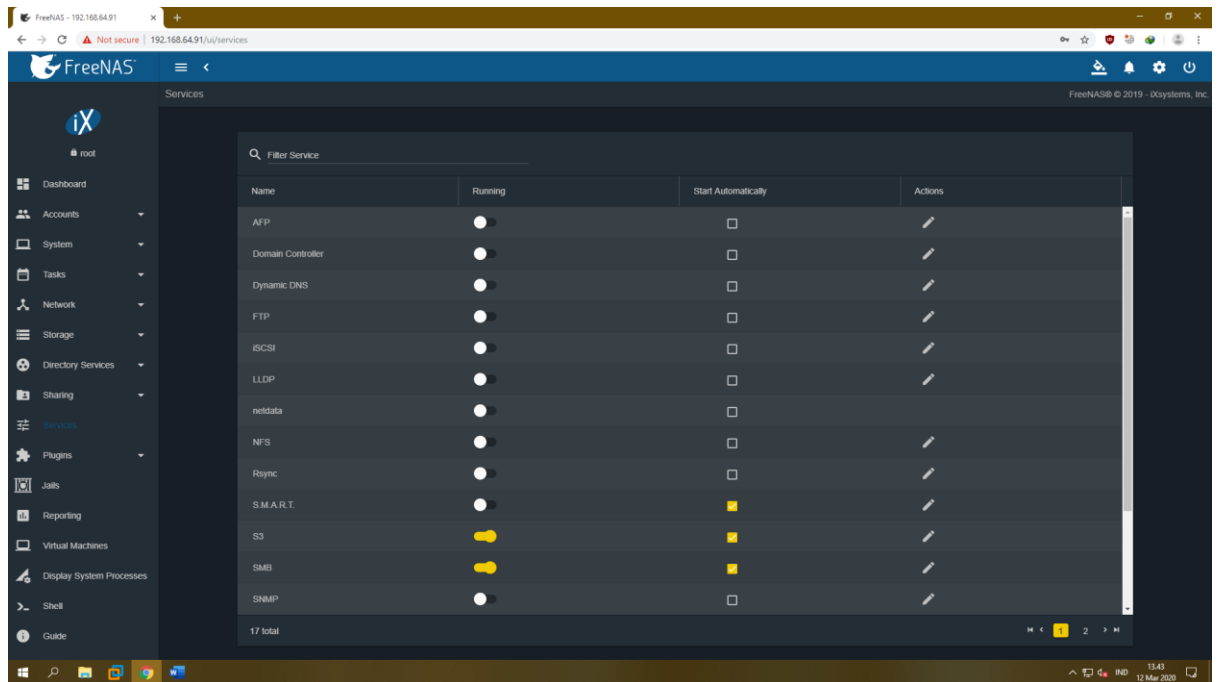 FreeNAS - 192.168.64.91
Not secure | 192.168.64.91/ui/services
FreeNAS
Services
FreeNAS® © 2019 - iXsystems, Inc.
iX
root
Dashboard
Accounts
System
Tasks
Network
Storage
Directory Services
Sharing
Services
Plugins
Jails
Reporting
Virtual Machines
Display System Processes
Shell
Guide
Filter Service
Name Running Start Automatically Actions
AFP
Domain Controller
Dynamic DNS
FTP
iSCSI
LLDP
netdata
NFS
Rsync
S.M.A.R.T.
S3
SMB
SNMP
17 total 1 2
IND 13.43
12 Mar 2020